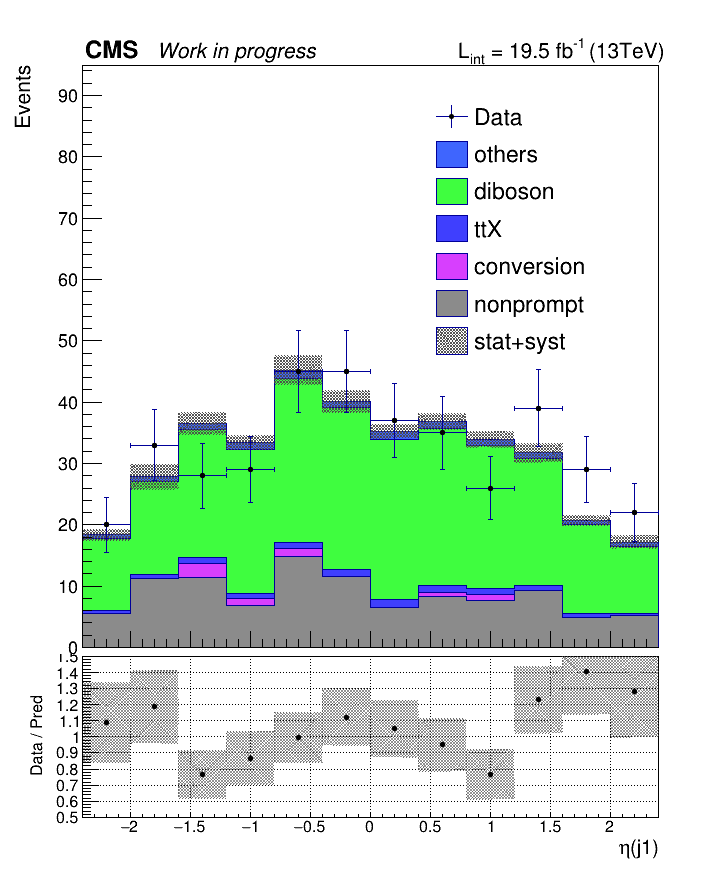 CMS Work in progress L_int = 19.5 fb^-1 (13TeV)
Events
90
80
70
60
50
40
30
20
10
0
Data
others
diboson
ttX
conversion
nonprompt
stat+syst
Data / Pred
1.5
1.4
1.3
1.2
1.1
1
0.9
0.8
0.7
0.6
0.5
−2 −1.5 −1 −0.5 0 0.5 1 1.5 2
η(j1)